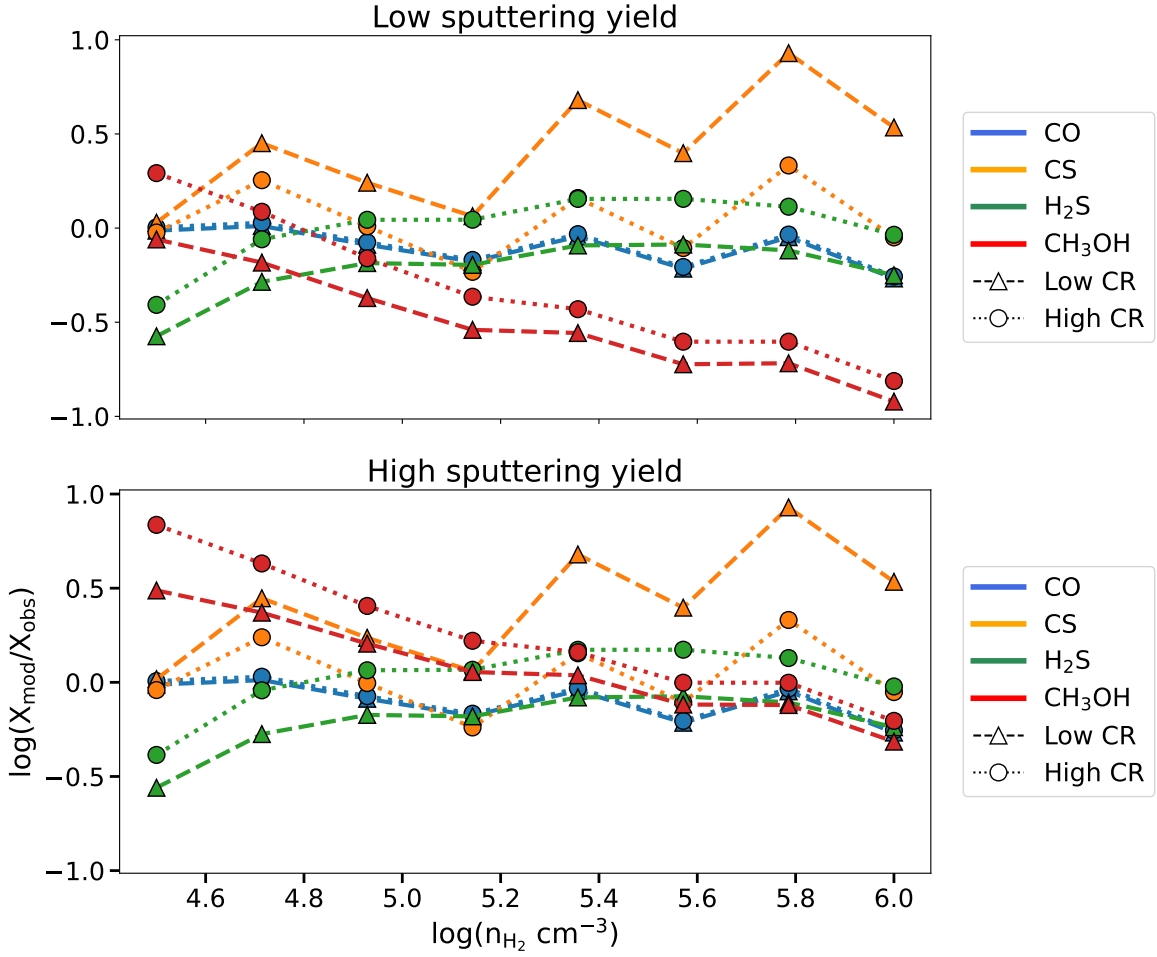 Low sputtering yield
1.0
0.5
0.0
−0.5
−1.0
CO
CS
H₂S
CH₃OH
Low CR
High CR
High sputtering yield
1.0
0.5
0.0
−0.5
−1.0
log(X_mod/X_obs)
4.6 4.8 5.0 5.2 5.4 5.6 5.8 6.0
log(n_H₂ cm⁻³)
CO
CS
H₂S
CH₃OH
Low CR
High CR